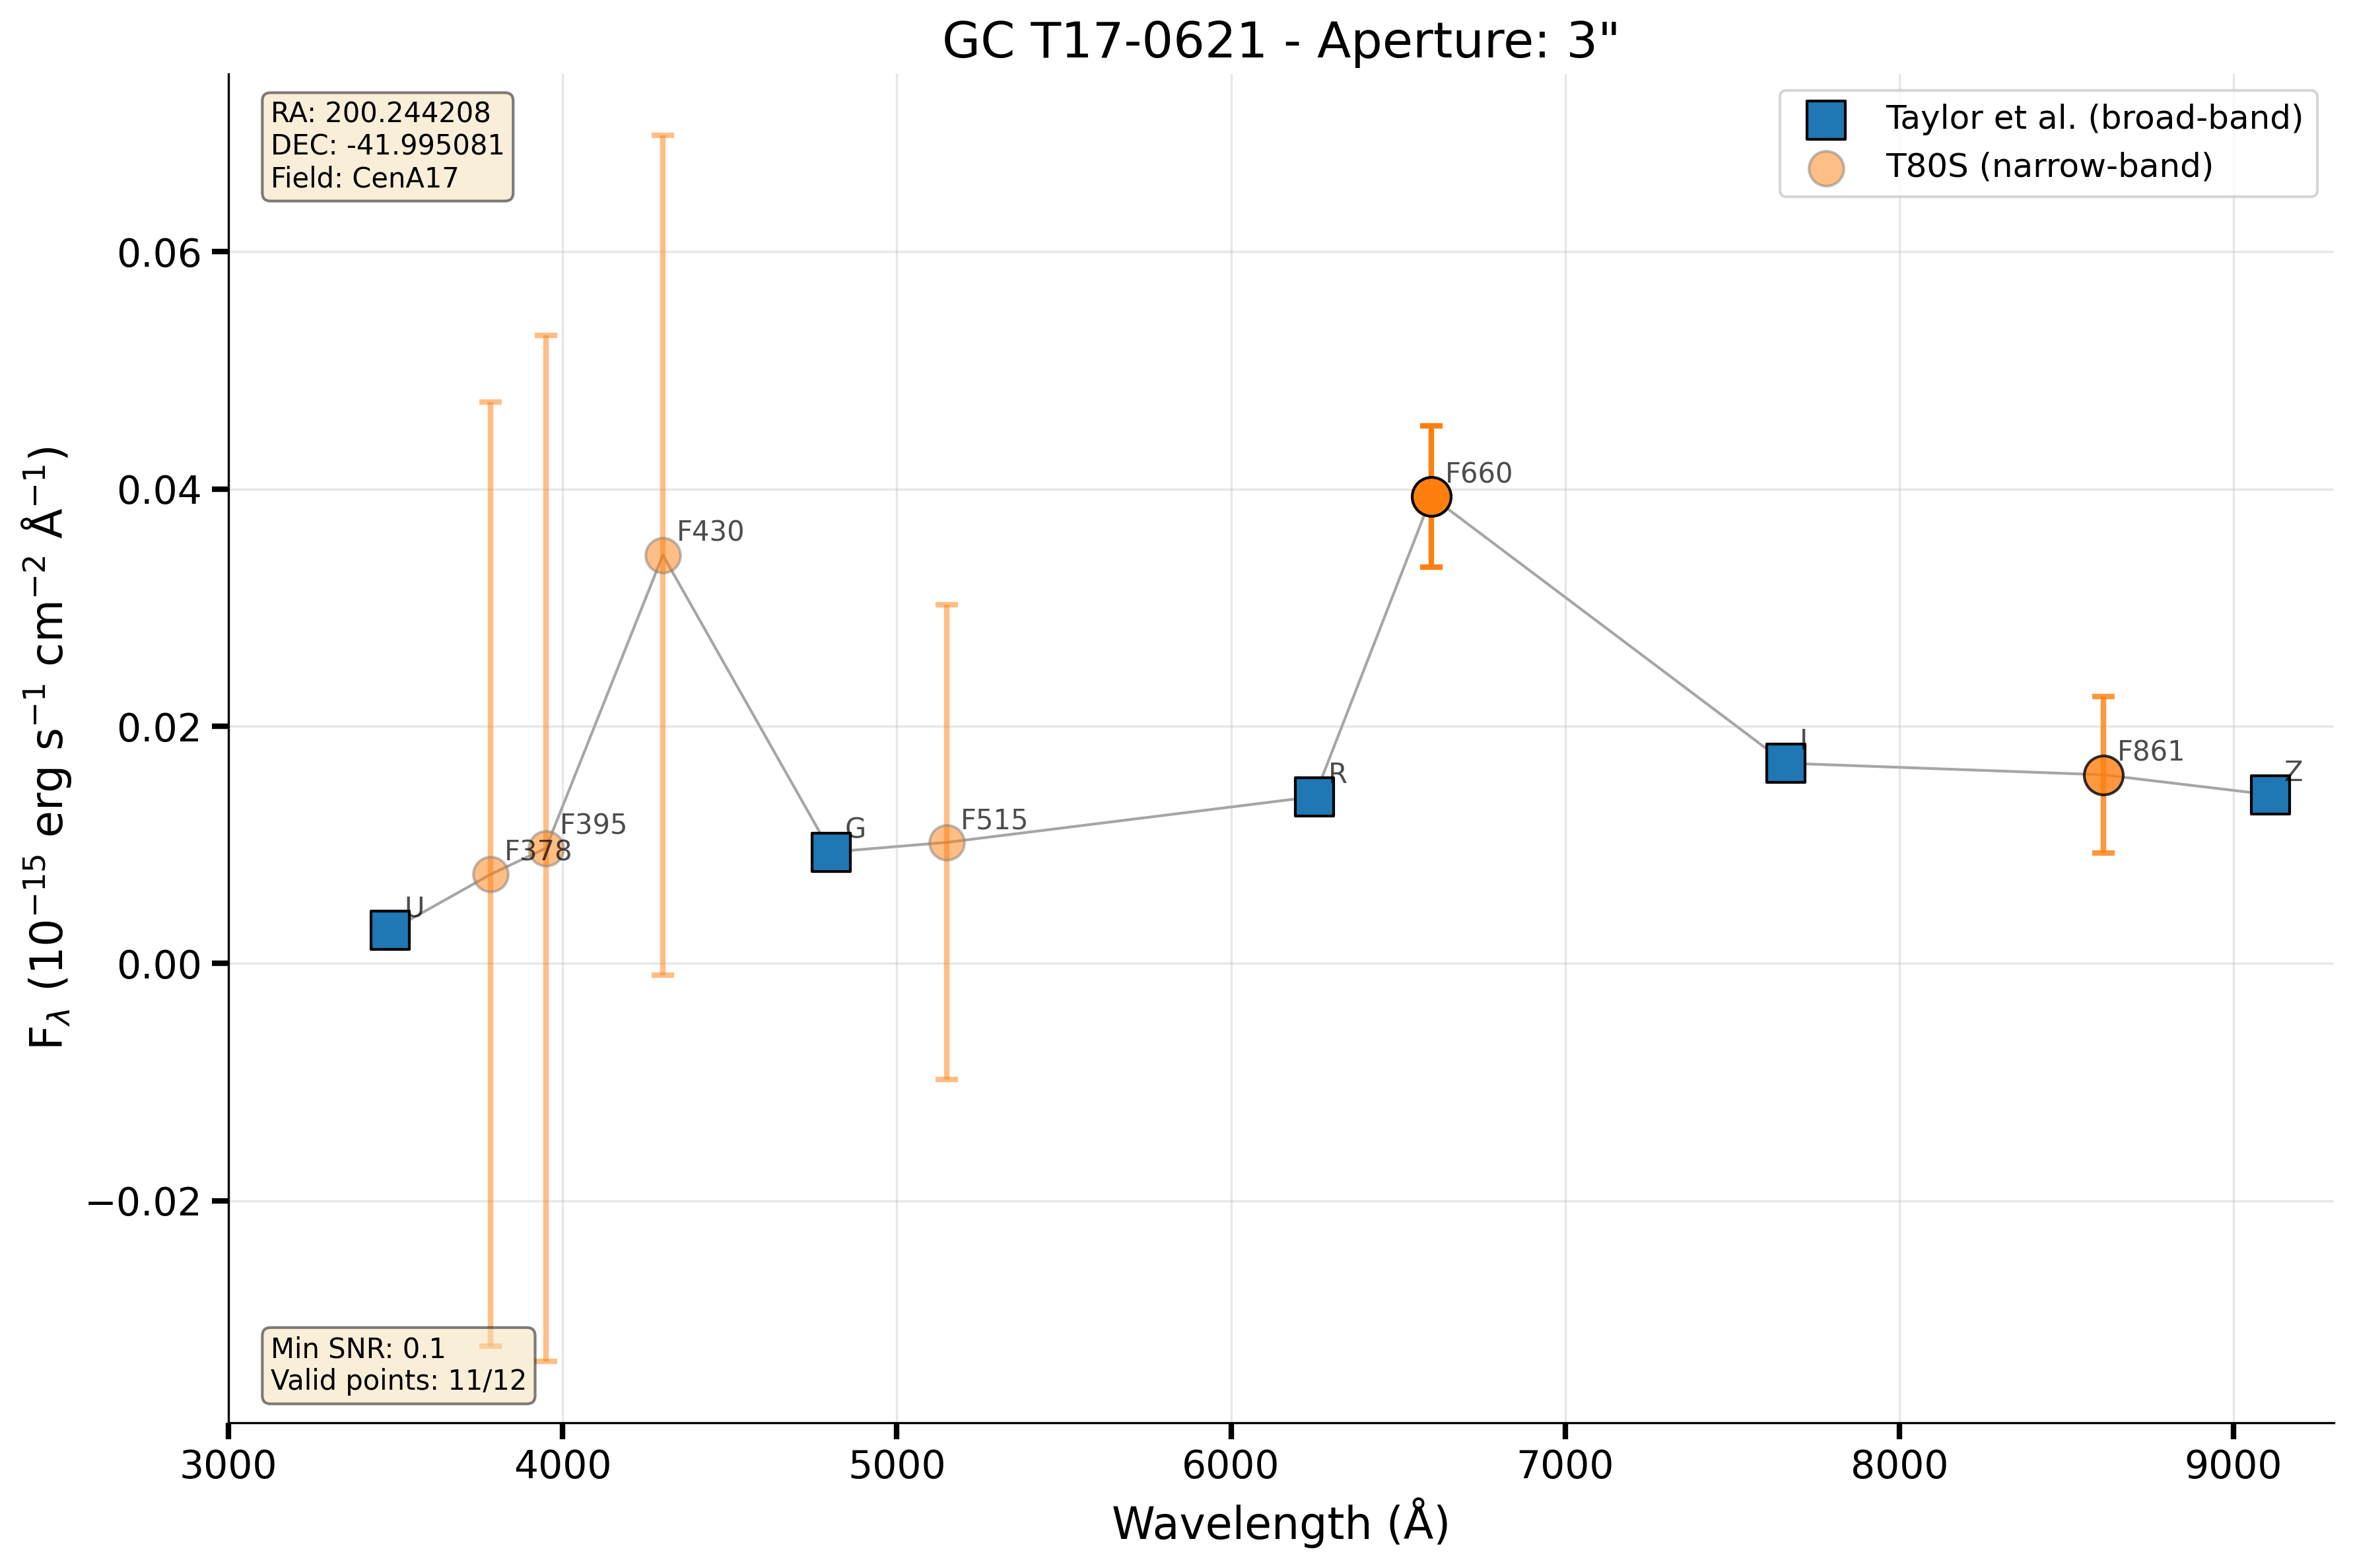 GC T17-0621 - Aperture: 3"
RA: 200.244208
DEC: -41.995081
Field: CenA17
Taylor et al. (broad-band)
T80S (narrow-band)
F$_{λ}$ (10$^{−15}$ erg s$^{−1}$ cm$^{−2}$ Å$^{−1}$)
0.06
0.04
0.02
0.00
−0.02
U
F378
F395
F430
G
F515
R
F660
I
F861
Z
Min SNR: 0.1
Valid points: 11/12
3000 4000 5000 6000 7000 8000 9000
Wavelength (Å)